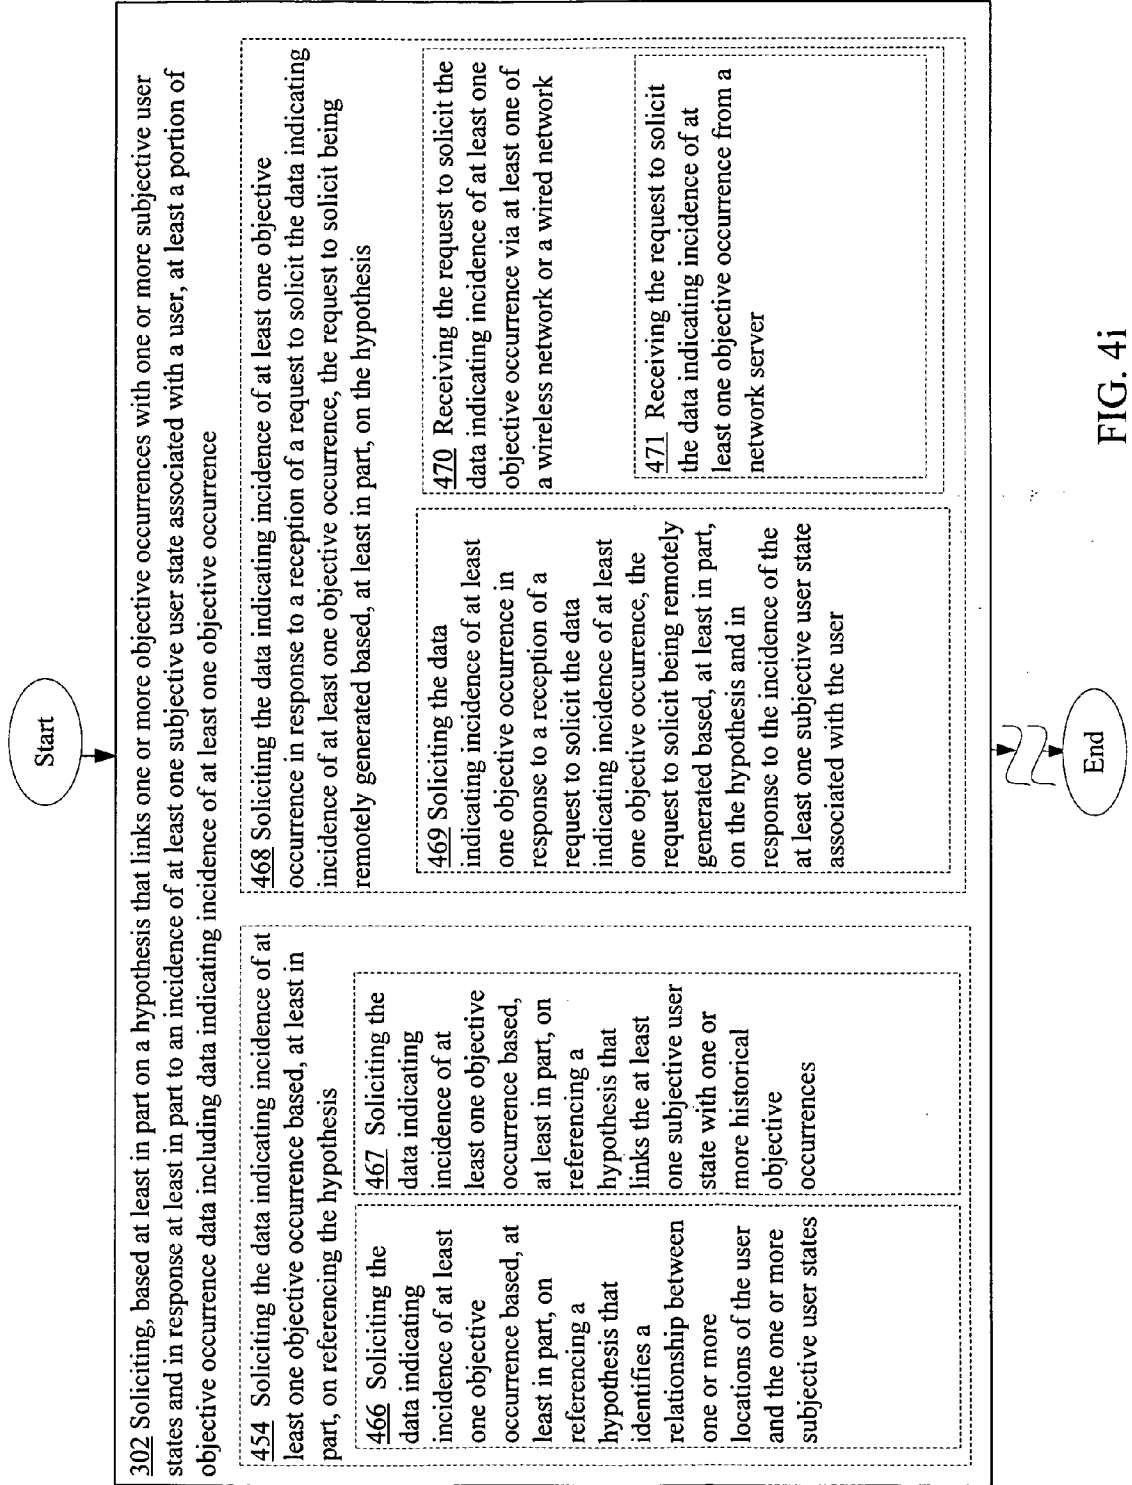 Start
302 Soliciting, based at least in part on a hypothesis that links one or more objective occurrences with one or more subjective user
states and in response at least in part to an incidence of at least one subjective user state associated with a user, at least a portion of
objective occurrence data including data indicating incidence of at least one objective occurrence
454 Soliciting the data indicating incidence of at
least one objective occurrence based, at least in
part, on referencing the hypothesis
466 Soliciting the
data indicating
incidence of at least
one objective
occurrence based, at
least in part, on
referencing a
hypothesis that
identifies a
relationship between
one or more
locations of the user
and the one or more
subjective user states
467 Soliciting the
data indicating
incidence of at
least one objective
occurrence based,
at least in part, on
referencing a
hypothesis that
links the at least
one subjective user
state with one or
more historical
objective
occurrences
468 Soliciting the data indicating incidence of at least one objective
occurrence in response to a reception of a request to solicit the data indicating
incidence of at least one objective occurrence, the request to solicit being
remotely generated based, at least in part, on the hypothesis
469 Soliciting the data
indicating incidence of at least
one objective occurrence in
response to a reception of a
request to solicit the data
indicating incidence of at least
one objective occurrence, the
request to solicit being remotely
generated based, at least in part,
on the hypothesis and in
response to the incidence of the
at least one subjective user state
associated with the user
470 Receiving the request to solicit the
data indicating incidence of at least one
objective occurrence via at least one of
a wireless network or a wired network
471 Receiving the request to solicit
the data indicating incidence of at
least one objective occurrence from a
network server
End
FIG. 4i